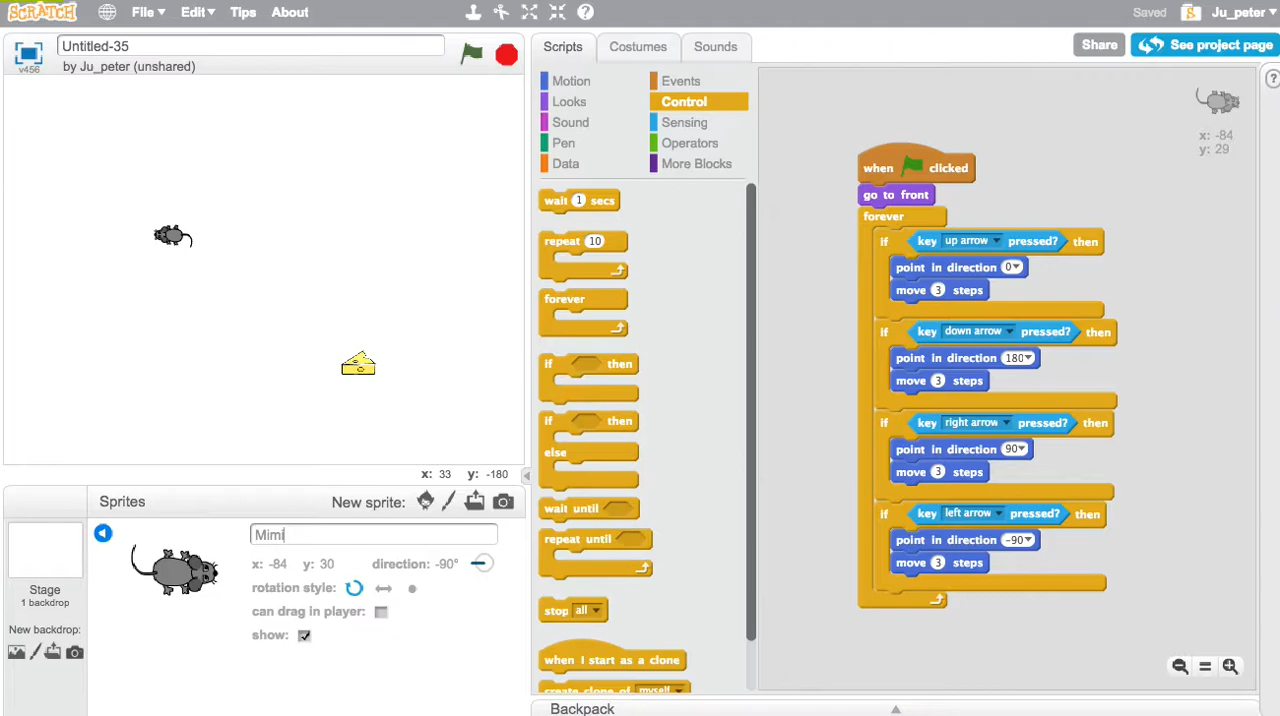 SCRATCH File Edit Tips About Saved S Ju_peter
v456
Untitled-35
by Ju_peter (unshared)
Scripts Costumes Sounds
Share See project page
Motion Events
Looks Control
Sound Sensing
Pen Operators
Data More Blocks
wait 1 secs
repeat 10
forever
if then
if then
else
wait until
repeat until
stop all
when I start as a clone
create clone of myself
x: -84
y: 29
when clicked
go to front
forever
if key up arrow pressed? then
point in direction 0
move 3 steps
if key down arrow pressed? then
point in direction 180
move 3 steps
if key right arrow pressed? then
point in direction 90
move 3 steps
if key left arrow pressed? then
point in direction -90
move 3 steps
x: 33 y: -180
Sprites New sprite:
Mimi
x: -84 y: 30 direction: -90°
rotation style:
can drag in player:
show:
Stage
1 backdrop
New backdrop:
Backpack
?
?